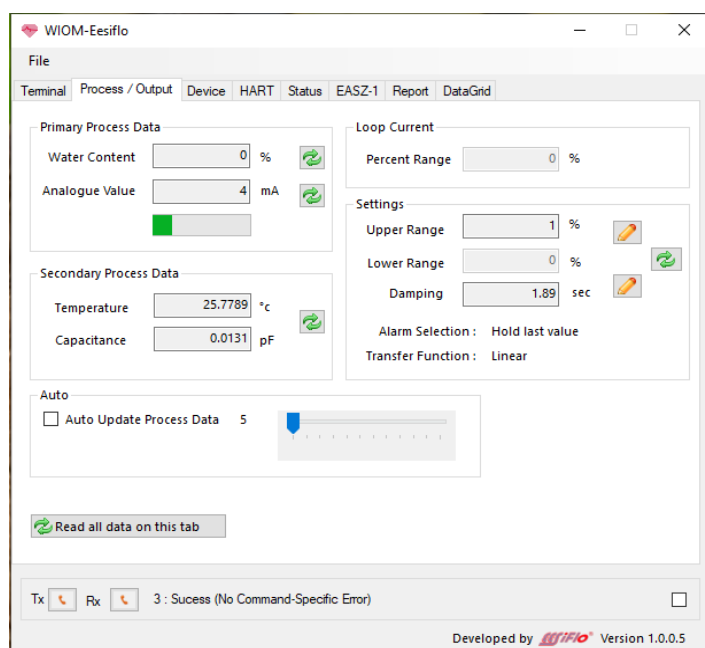 WIOM-Eesiflo
File
Terminal Process / Output Device HART Status EASZ-1 Report DataGrid
Primary Process Data
Water Content 0 %
Analogue Value 4 mA
Loop Current
Percent Range 0 %
Settings
Upper Range 1 %
Lower Range 0 %
Damping 1.89 sec
Alarm Selection : Hold last value
Transfer Function : Linear
Secondary Process Data
Temperature 25.7789 °c
Capacitance 0.0131 pF
Auto
Auto Update Process Data 5
Read all data on this tab
Tx Rx 3 : Sucess (No Command-Specific Error)
Developed by EESIFlo® Version 1.0.0.5